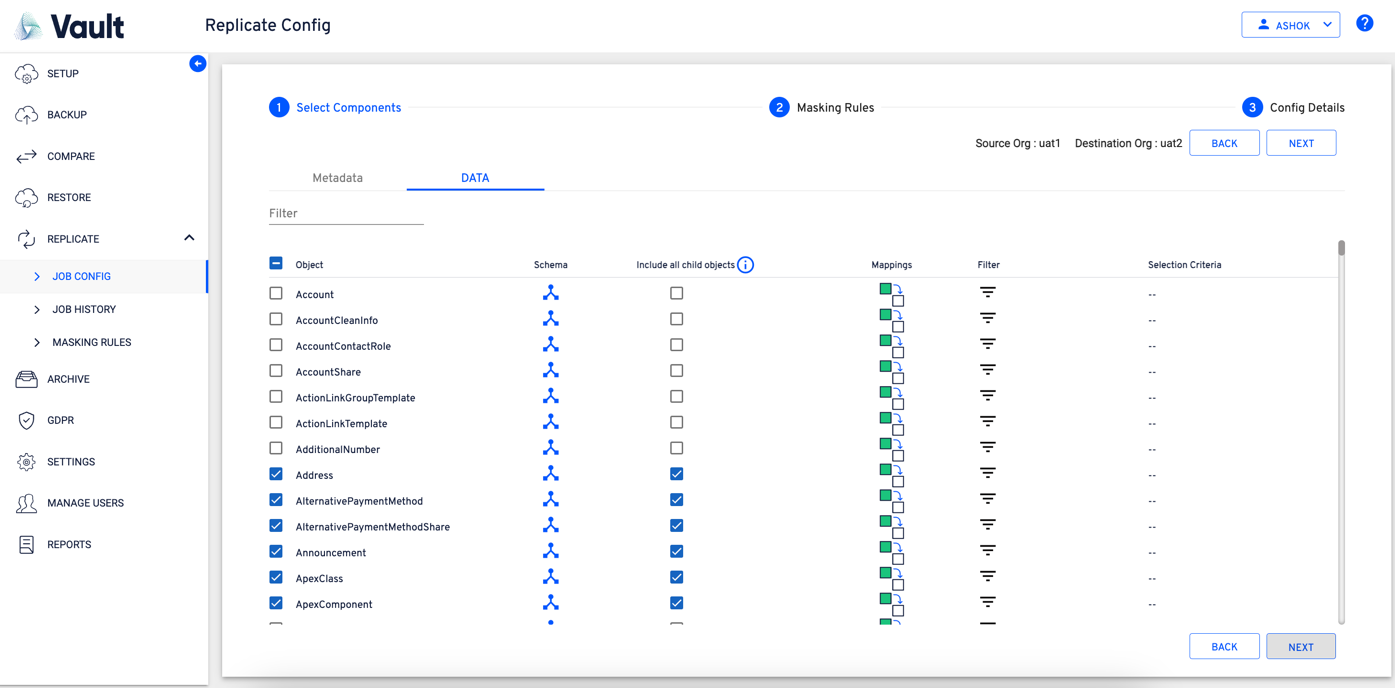 Vault
Replicate Config
ASHOK
?
SETUP
BACKUP
COMPARE
RESTORE
REPLICATE
JOB CONFIG
JOB HISTORY
MASKING RULES
ARCHIVE
GDPR
SETTINGS
MANAGE USERS
REPORTS
1 Select Components 2 Masking Rules 3 Config Details
Source Org : uat1 Destination Org : uat2 BACK NEXT
Metadata DATA
Filter
Object Schema Include all child objects i Mappings Filter Selection Criteria
Account --
AccountCleanInfo --
AccountContactRole --
AccountShare --
ActionLinkGroupTemplate --
ActionLinkTemplate --
AdditionalNumber --
Address --
AlternativePaymentMethod --
AlternativePaymentMethodShare --
Announcement --
ApexClass --
ApexComponent --
BACK NEXT